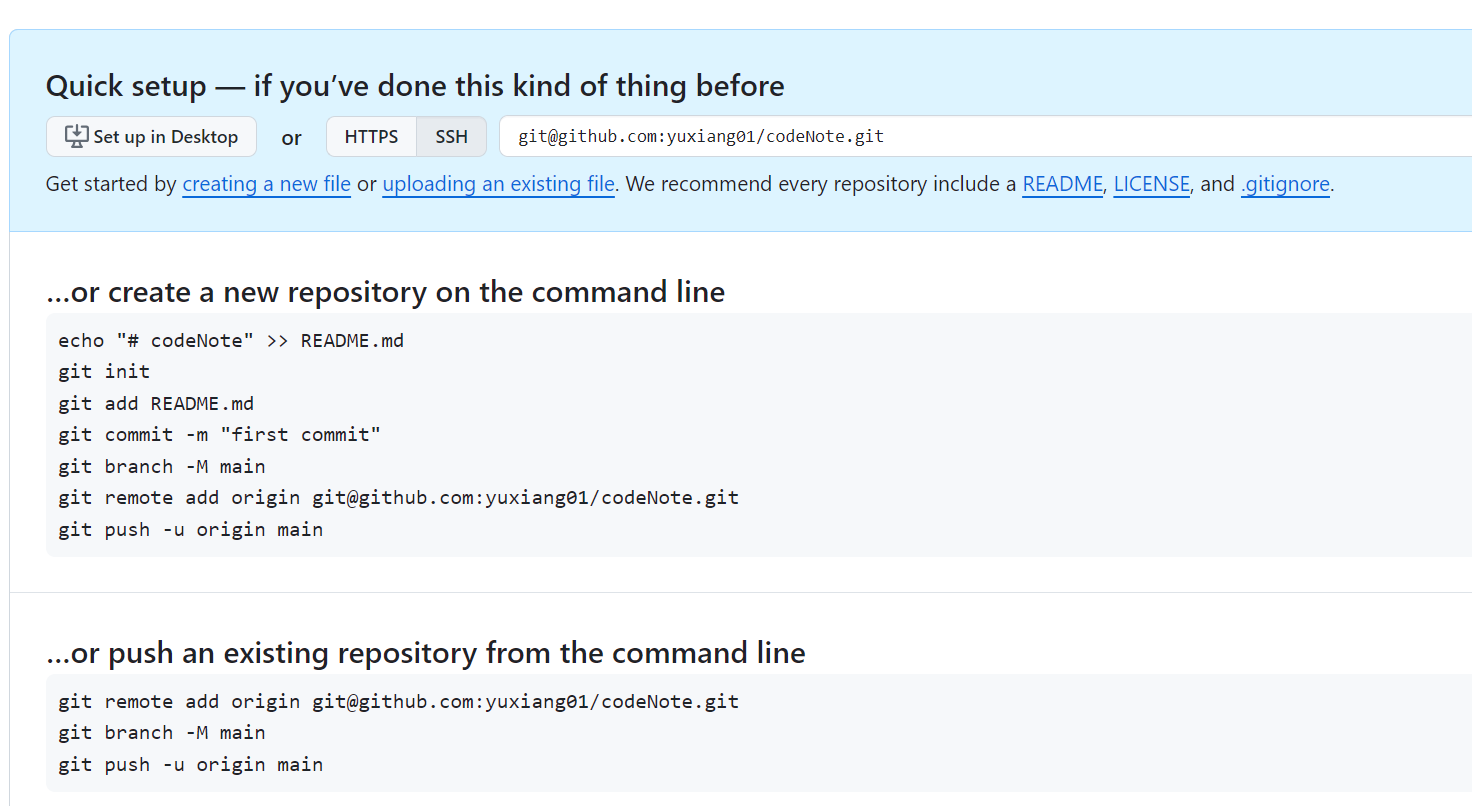 Quick setup — if you’ve done this kind of thing before
Set up in Desktop or HTTPS SSH git@github.com:yuxiang01/codeNote.git
Get started by creating a new file or uploading an existing file. We recommend every repository include a README, LICENSE, and .gitignore.
…or create a new repository on the command line
echo "# codeNote" >> README.md
git init
git add README.md
git commit -m "first commit"
git branch -M main
git remote add origin git@github.com:yuxiang01/codeNote.git
git push -u origin main
…or push an existing repository from the command line
git remote add origin git@github.com:yuxiang01/codeNote.git
git branch -M main
git push -u origin main